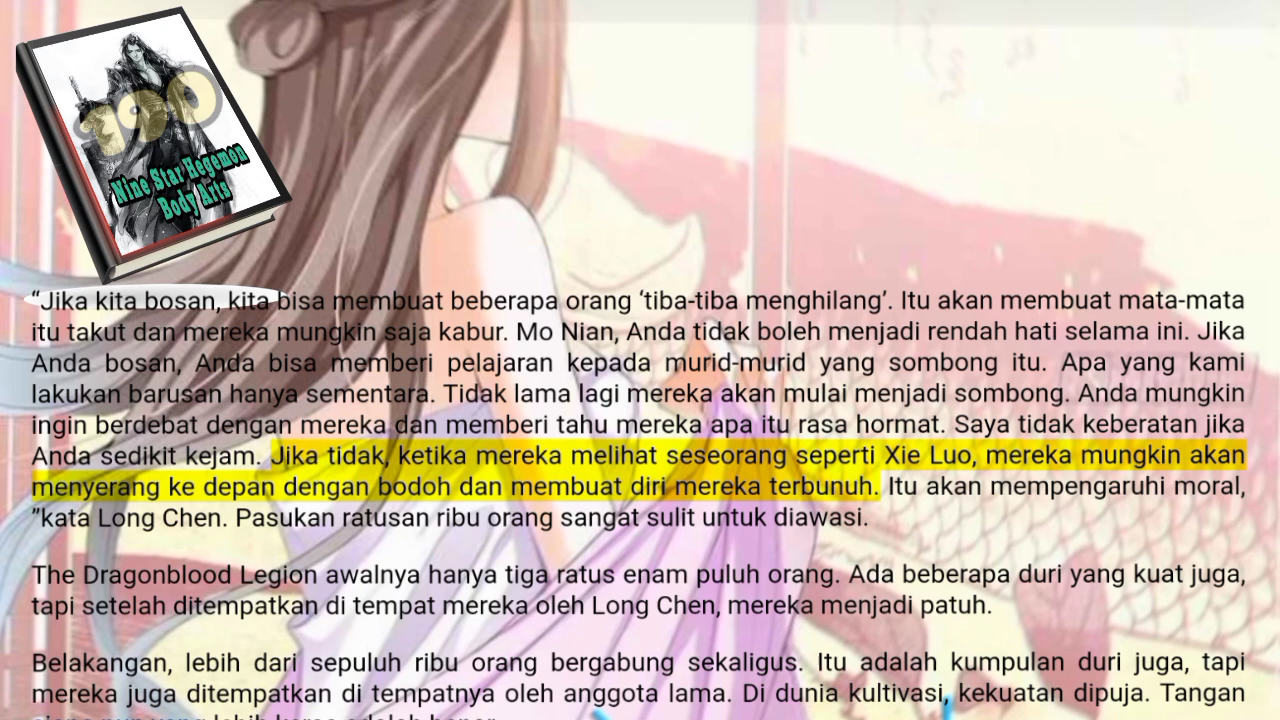 190
Nine Star Hegemon
Body Arts
“Jika kita bosan, kita bisa membuat beberapa orang ‘tiba-tiba menghilang’. Itu akan membuat mata-mata
itu takut dan mereka mungkin saja kabur. Mo Nian, Anda tidak boleh menjadi rendah hati selama ini. Jika
Anda bosan, Anda bisa memberi pelajaran kepada murid-murid yang sombong itu. Apa yang kami
lakukan barusan hanya sementara. Tidak lama lagi mereka akan mulai menjadi sombong. Anda mungkin
ingin berdebat dengan mereka dan memberi tahu mereka apa itu rasa hormat. Saya tidak keberatan jika
Anda sedikit kejam. Jika tidak, ketika mereka melihat seseorang seperti Xie Luo, mereka mungkin akan
menyerang ke depan dengan bodoh dan membuat diri mereka terbunuh. Itu akan mempengaruhi moral,
”kata Long Chen. Pasukan ratusan ribu orang sangat sulit untuk diawasi.
The Dragonblood Legion awalnya hanya tiga ratus enam puluh orang. Ada beberapa duri yang kuat juga,
tapi setelah ditempatkan di tempat mereka oleh Long Chen, mereka menjadi patuh.
Belakangan, lebih dari sepuluh ribu orang bergabung sekaligus. Itu adalah kumpulan duri juga, tapi
mereka juga ditempatkan di tempatnya oleh anggota lama. Di dunia kultivasi, kekuatan dipuja. Tangan